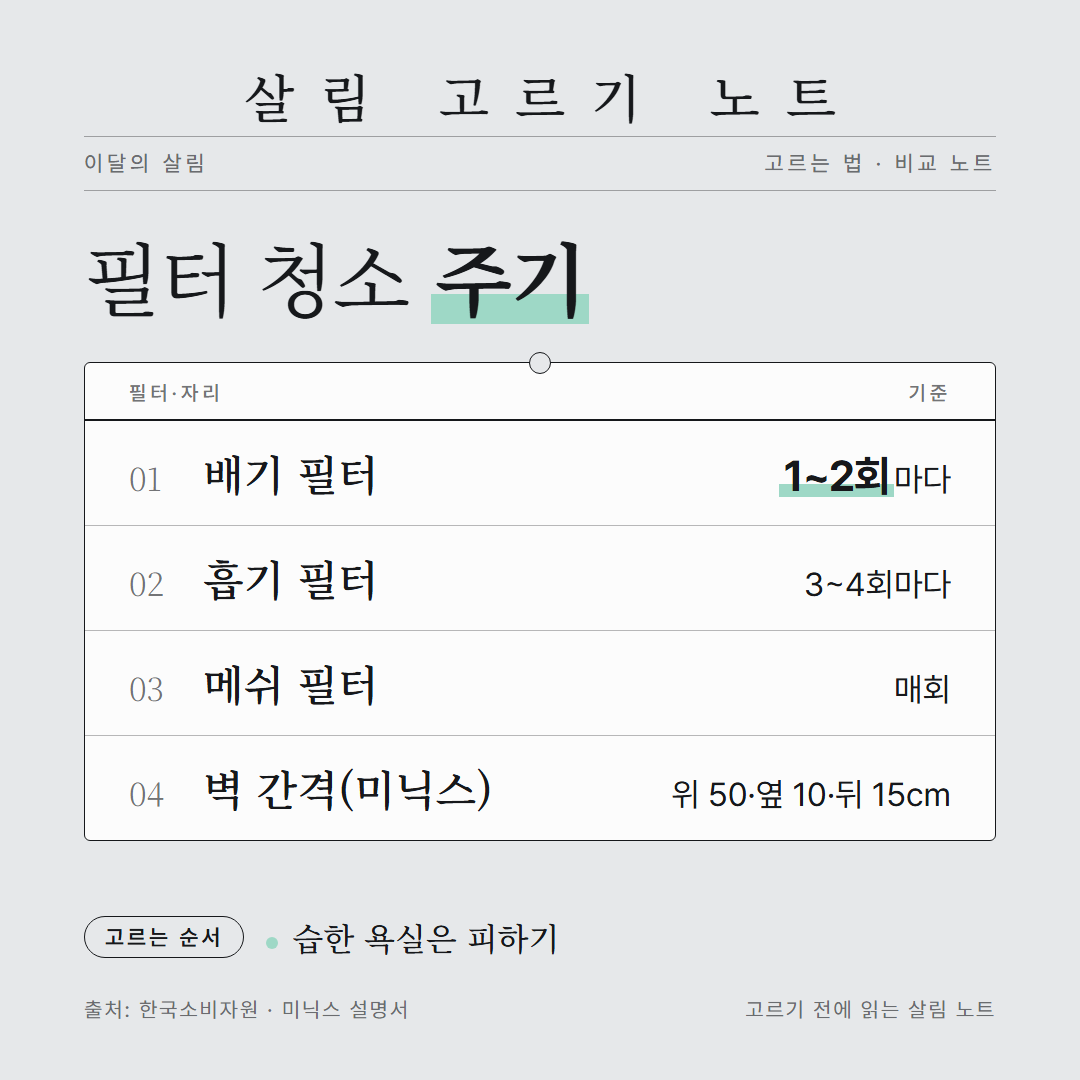 살림 고르기 노트
이달의 살림 고르는 법 · 비교 노트
필터 청소 주기
필터·자리 기준
01 배기 필터 1~2회마다
02 흡기 필터 3~4회마다
03 메쉬 필터 매회
04 벽 간격(미닉스) 위 50·옆 10·뒤 15cm
고르는 순서 습한 욕실은 피하기
출처: 한국소비자원 · 미닉스 설명서 고르기 전에 읽는 살림 노트